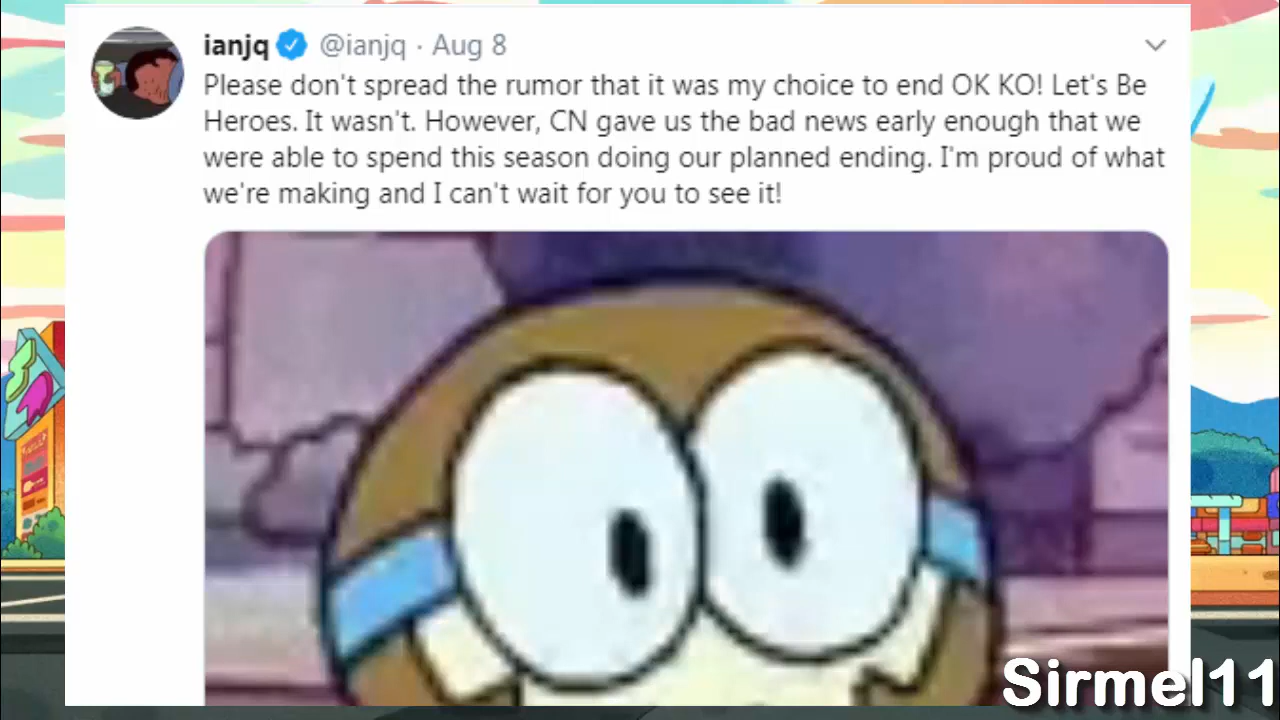 ianjq @ianjq · Aug 8
Please don't spread the rumor that it was my choice to end OK KO! Let's Be
Heroes. It wasn't. However, CN gave us the bad news early enough that we
were able to spend this season doing our planned ending. I'm proud of what
we're making and I can't wait for you to see it!
Sirmel11